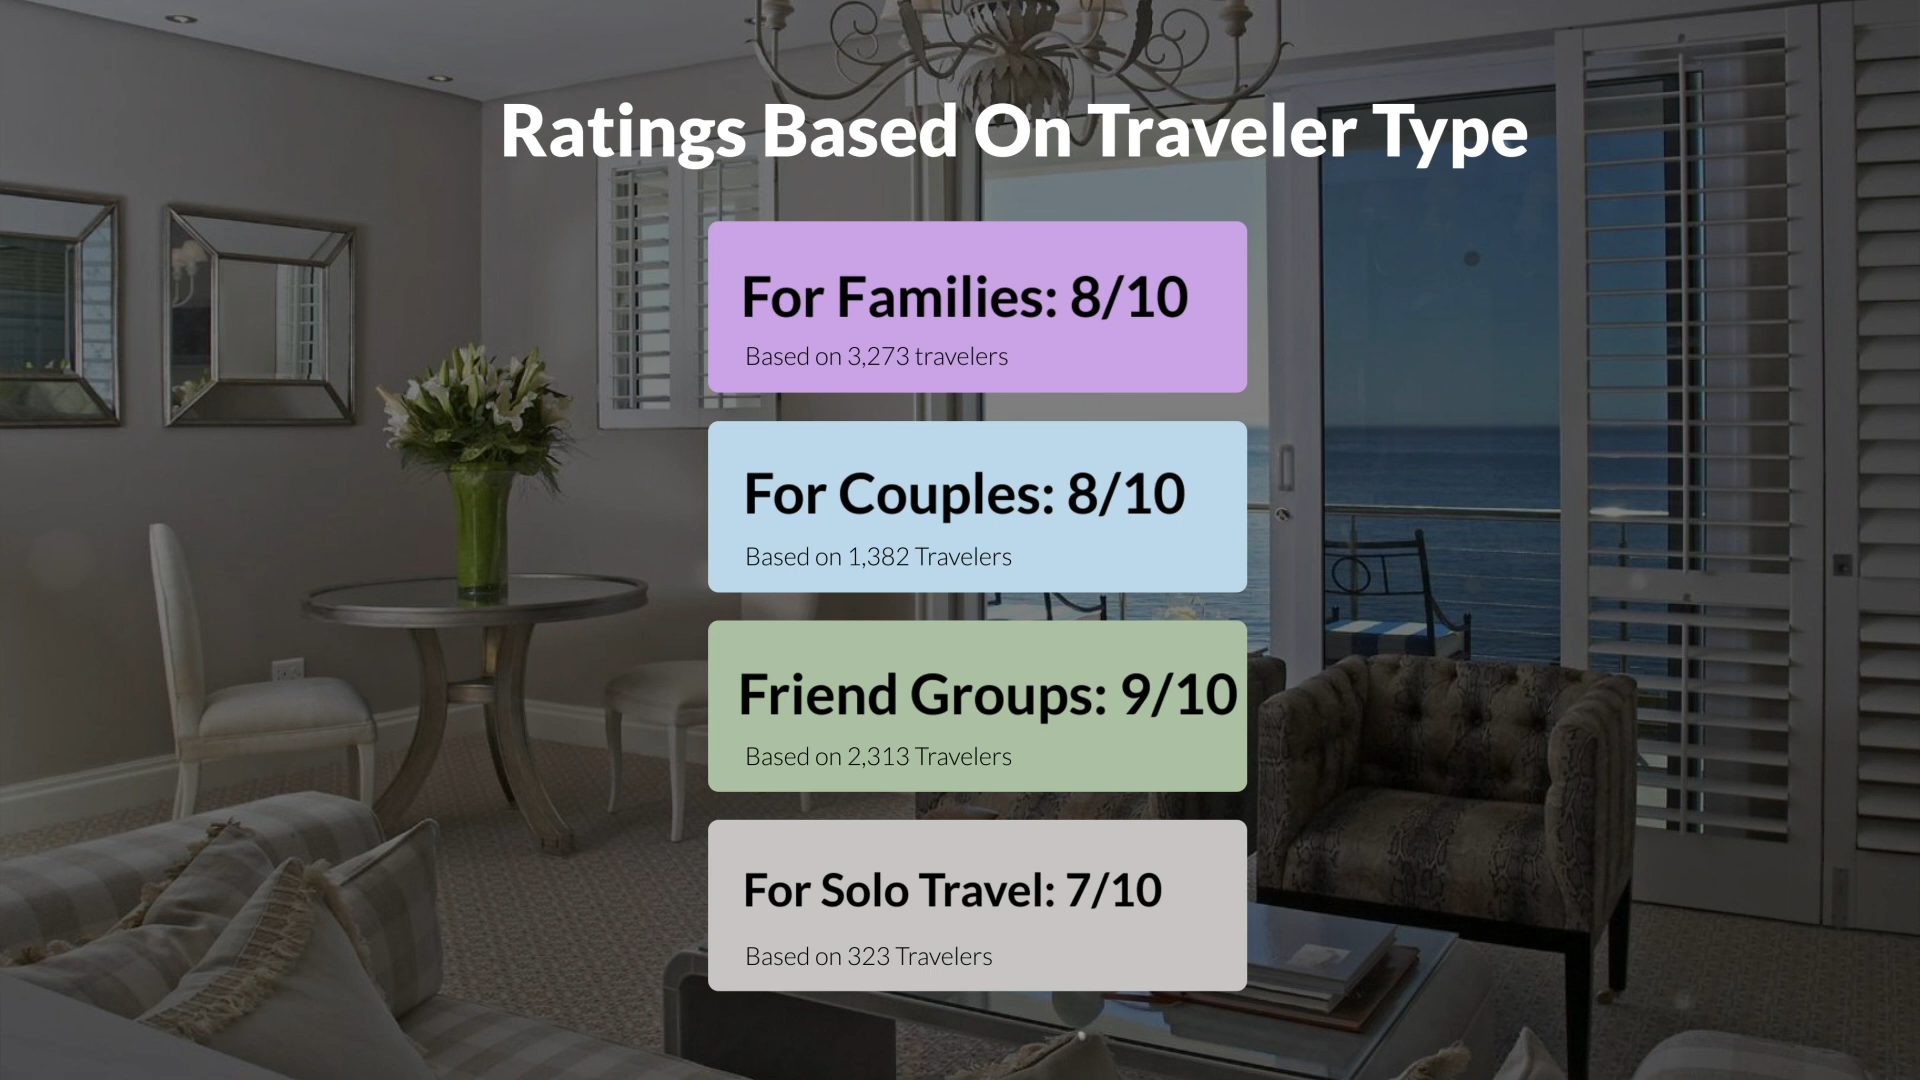 Ratings Based On Traveler Type
For Families: 8/10
Based on 3,273 travelers
For Couples: 8/10
Based on 1,382 Travelers
Friend Groups: 9/10
Based on 2,313 Travelers
For Solo Travel: 7/10
Based on 323 Travelers